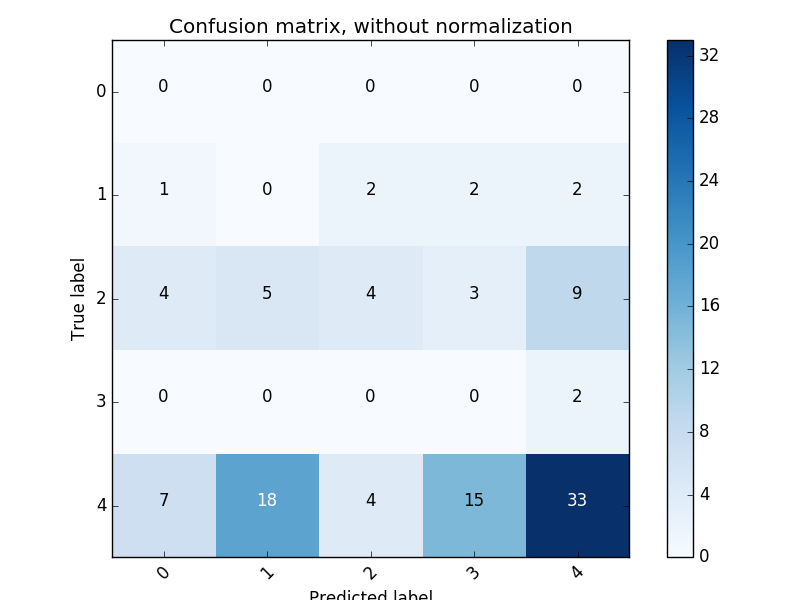 Confusion matrix, without normalization
0 0 0 0 0 0
1 1 0 2 2 2
2 4 5 4 3 9
3 0 0 0 0 2
4 7 18 4 15 33
0 1 2 3 4
True label
Predicted label
32
28
24
20
16
12
8
4
0